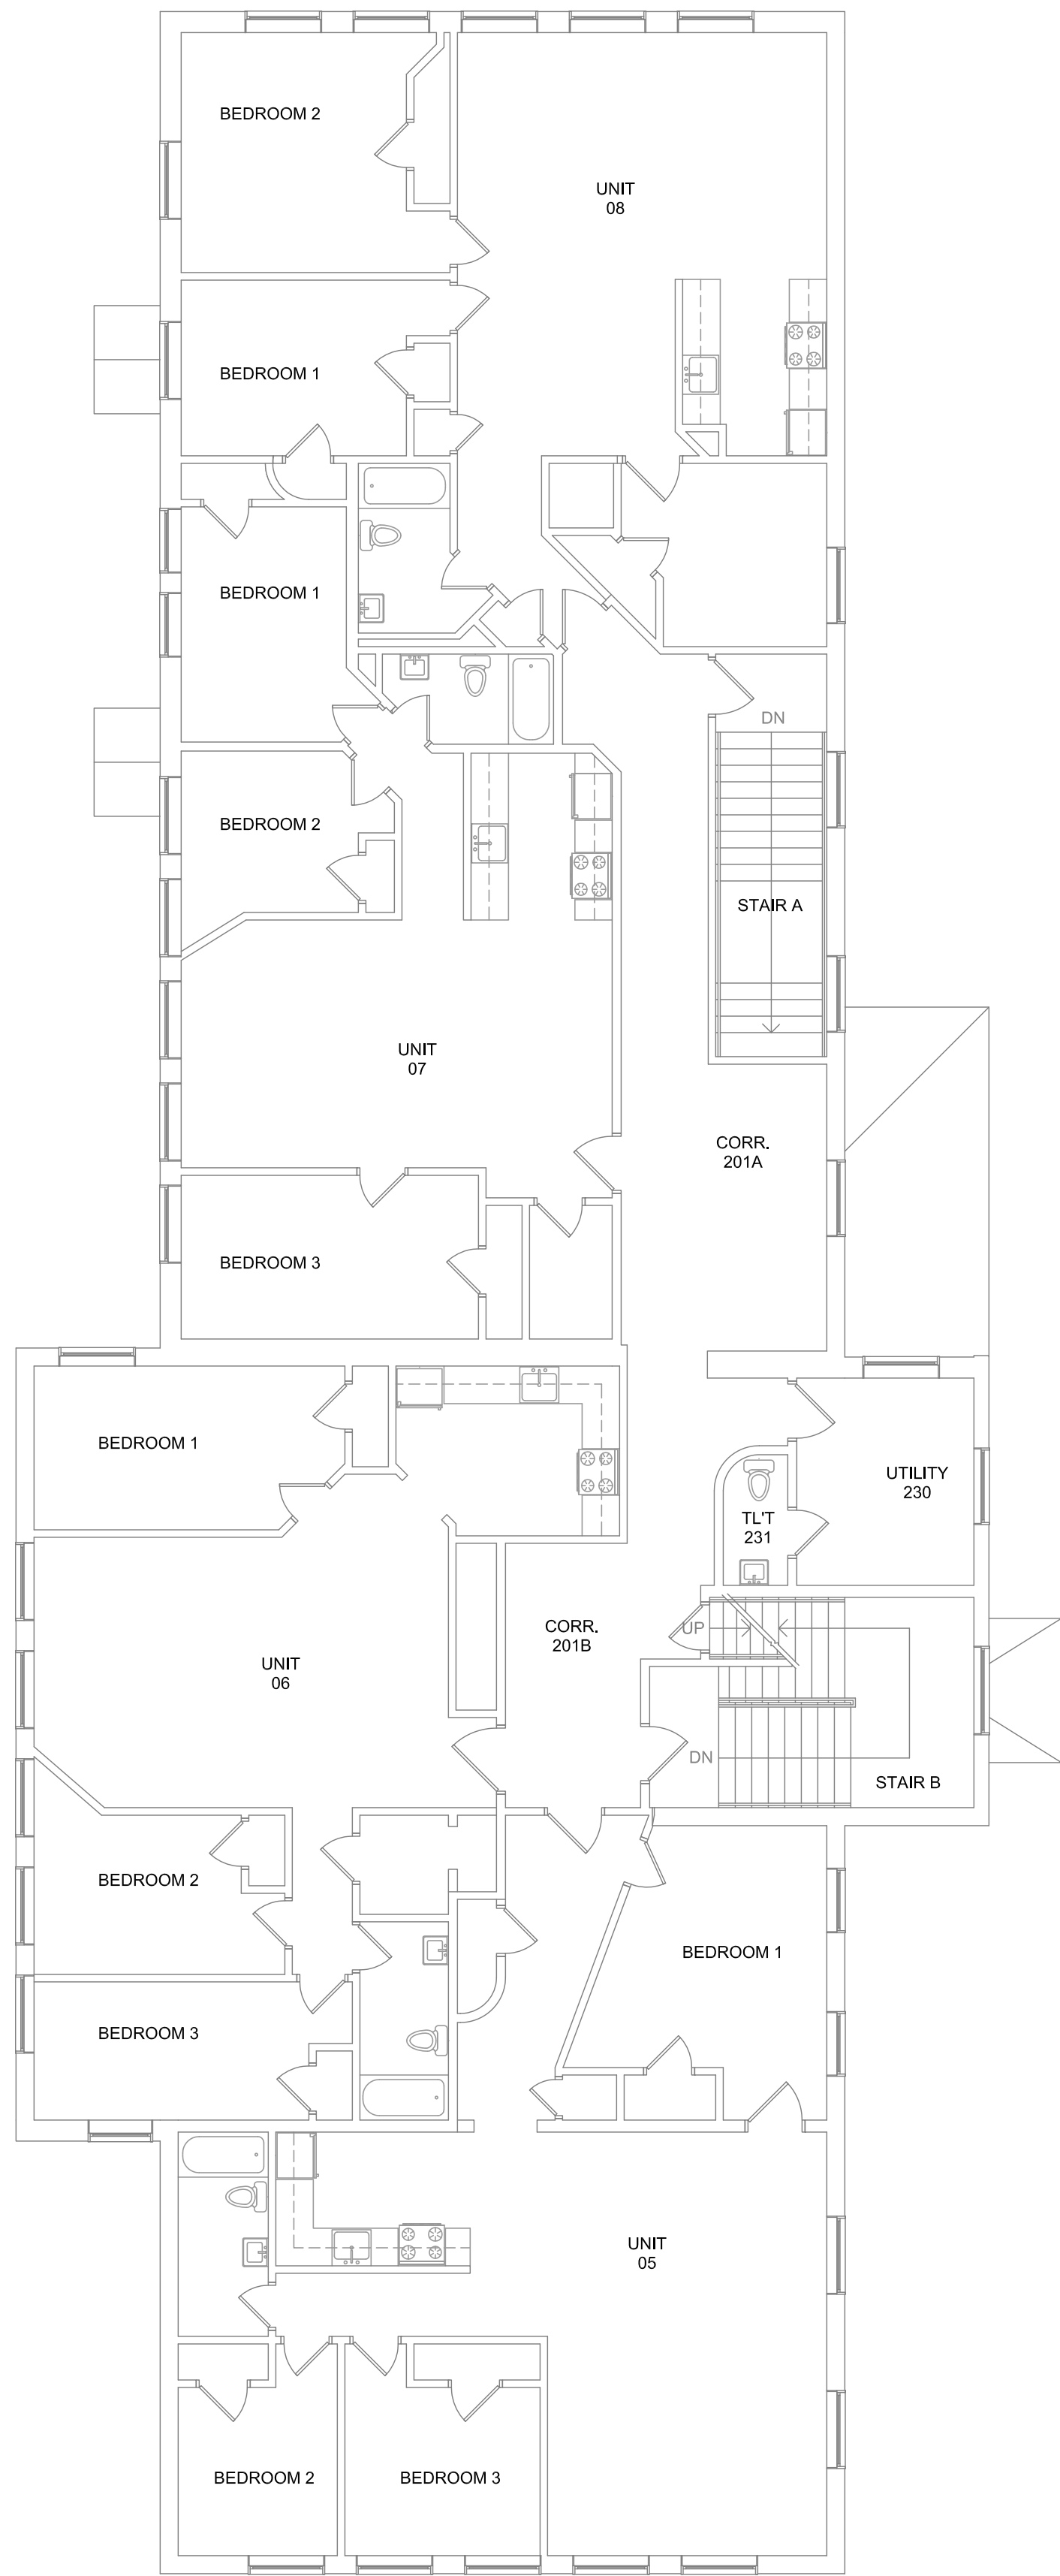 BEDROOM 2
UNIT
08
BEDROOM 1
BEDROOM 1
DN
BEDROOM 2
STAIR A
UNIT
07
CORR.
201A
BEDROOM 3
BEDROOM 1
UTILITY
230
TL'T
231
UP
CORR.
201B
UNIT
06
DN
STAIR B
BEDROOM 2
BEDROOM 1
BEDROOM 3
UNIT
05
BEDROOM 2
BEDROOM 3